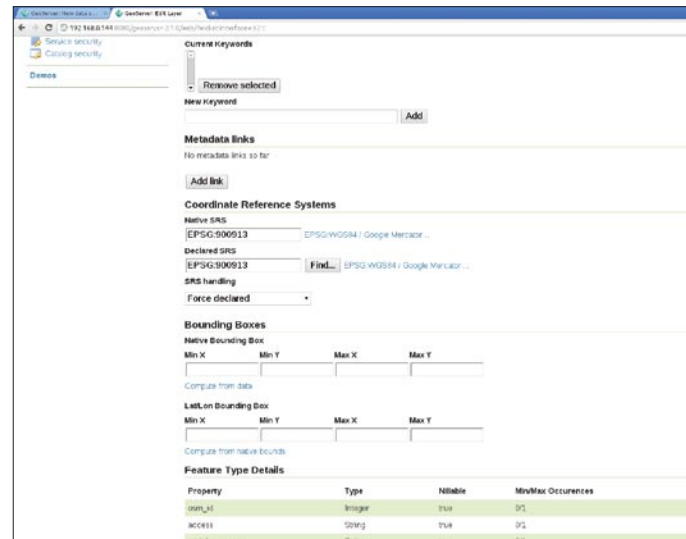 GeoServer: Edit Layer
Service security
Catalog security
Demos
Current Keywords
Remove selected
New Keyword
Add
Metadata links
No metadata links so far
Add link
Coordinate Reference Systems
Native SRS
EPSG:900913 EPSG:WGS84 / Google Mercator...
Declared SRS
EPSG:900913 Find... EPSG:WGS84 / Google Mercator...
SRS handling
Force declared
Bounding Boxes
Native Bounding Box
Min X Min Y Max X Max Y
Compute from data
Lat/Lon Bounding Box
Min X Min Y Max X Max Y
Compute from native bounds
Feature Type Details
Property Type Nillable Min/Max Occurences
osm_id Integer true 0/1
access String true 0/1